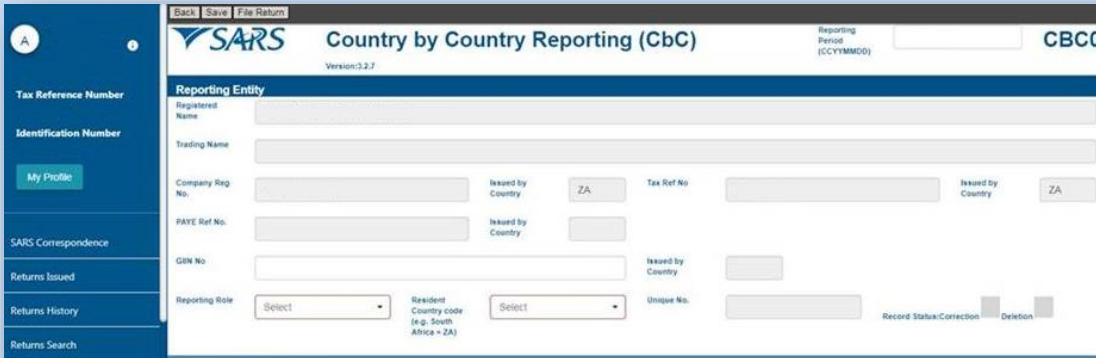 Back Save File Return
A
SARS
Country by Country Reporting (CbC)
Reporting
Period
(CCYYMMDD)
CBC0
Version:3.2.7
Tax Reference Number
Identification Number
My Profile
SARS Correspondence
Returns Issued
Returns History
Returns Search
Reporting Entity
Registered
Name
Trading Name
Company Reg
No.
Issued by
Country
ZA
Tax Ref No
Issued by
Country
ZA
PAYE Ref No.
Issued by
Country
GIIN No
Issued by
Country
Reporting Role
Select
Resident
Country code
(e.g. South
Africa = ZA)
Select
Unique No.
Record Status:Correction
Deletion